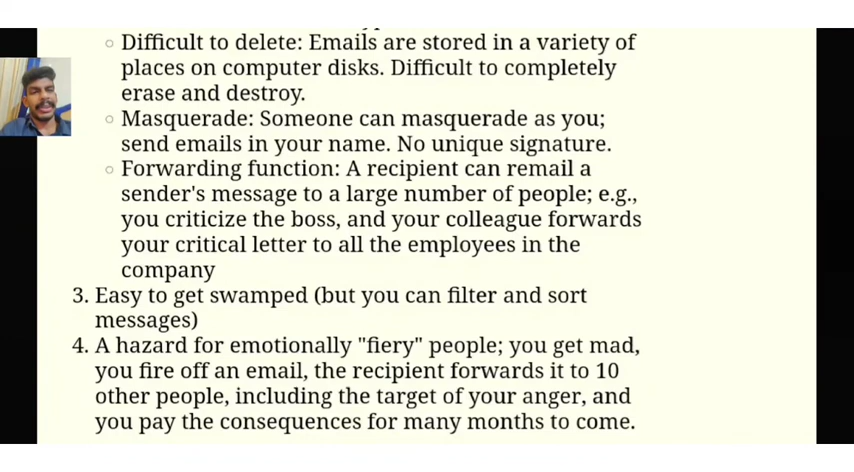 Difficult to delete: Emails are stored in a variety of
places on computer disks. Difficult to completely
erase and destroy.
Masquerade: Someone can masquerade as you;
send emails in your name. No unique signature.
Forwarding function: A recipient can remail a
sender's message to a large number of people; e.g.,
you criticize the boss, and your colleague forwards
your critical letter to all the employees in the
company
3. Easy to get swamped (but you can filter and sort
messages)
4. A hazard for emotionally "fiery" people; you get mad,
you fire off an email, the recipient forwards it to 10
other people, including the target of your anger, and
you pay the consequences for many months to come.